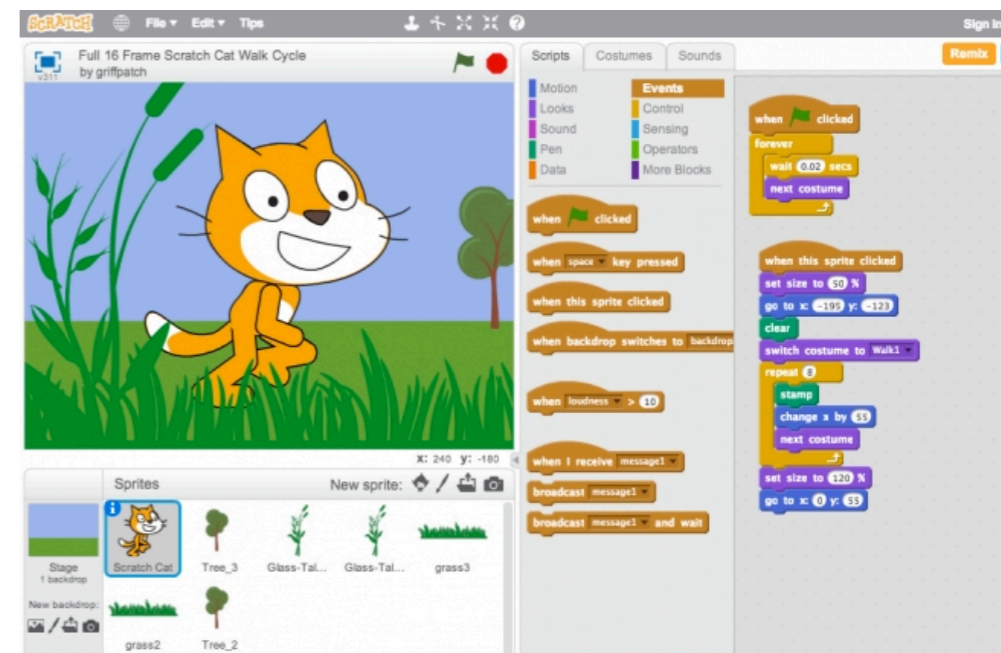 SCRATCH File Edit Tips Sign in
Full 16 Frame Scratch Cat Walk Cycle
by griffpatch
v311
Scripts Costumes Sounds
Remix
Motion Events
Looks Control
Sound Sensing
Pen Operators
Data More Blocks
when clicked
when space key pressed
when this sprite clicked
when backdrop switches to backdrop
when loudness > 10
when I receive message1
broadcast message1
broadcast message1 and wait
when clicked
forever
wait 0.02 secs
next costume
when this sprite clicked
set size to 50 %
go to x: -195 y: -123
clear
switch costume to Walk1
repeat 8
stamp
change x by 55
next costume
set size to 120 %
go to x: 0 y: 55
x: 240 y: -180
Sprites New sprite:
Stage
1 backdrop
New backdrop:
Scratch Cat Tree_3 Glass-Tal... Glass-Tal... grass3
grass2 Tree_2